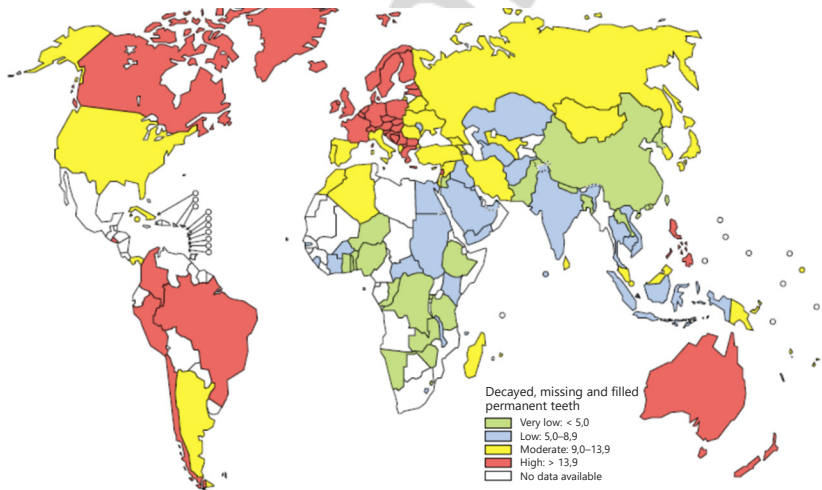 Decayed, missing and filled
permanent teeth
Very low: < 5,0
Low: 5,0–8,9
Moderate: 9,0–13,9
High: > 13,9
No data available